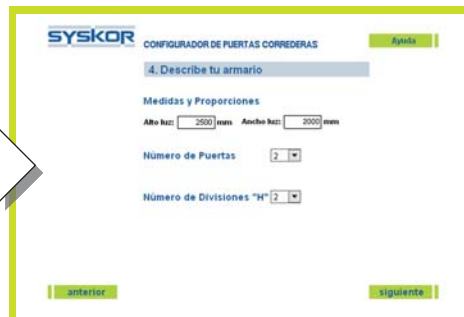 SYSKOR
CONFIGURADOR DE PUERTAS CORREDERAS
Ayuda
4. Describe tu armario
Medidas y Proporciones
Alto luz: 2500 mm Ancho luz: 2000 mm
Número de Puertas 2
Número de Divisiones "H" 2
anterior siguiente